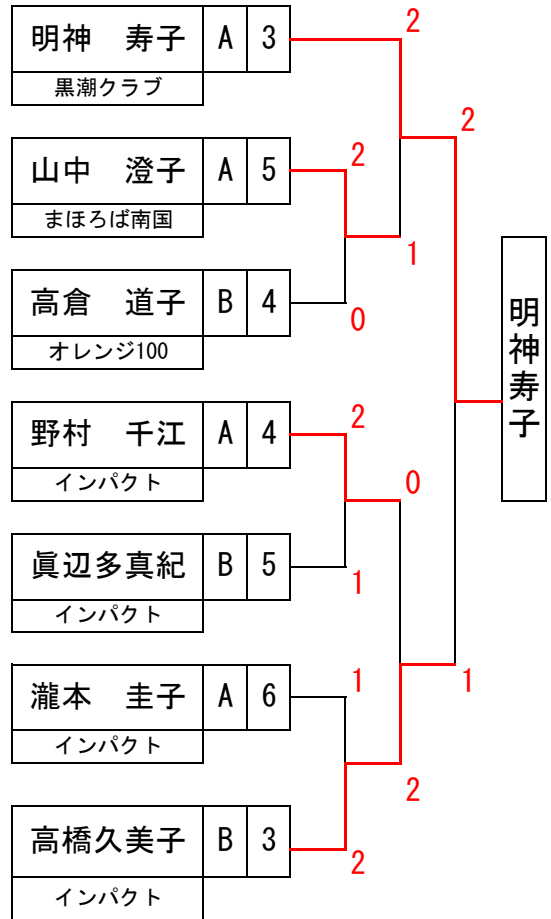 明神　寿子 A 3 2
黒潮クラブ
2
山中　澄子 A 5 2
まほろば南国
1
高倉　道子 B 4 0
オレンジ100
明神寿子
野村　千江 A 4 2
インパクト
0
眞辺多真紀 B 5 1
インパクト
瀧本　圭子 A 6 1
インパクト
1
2
高橋久美子 B 3 2
インパクト